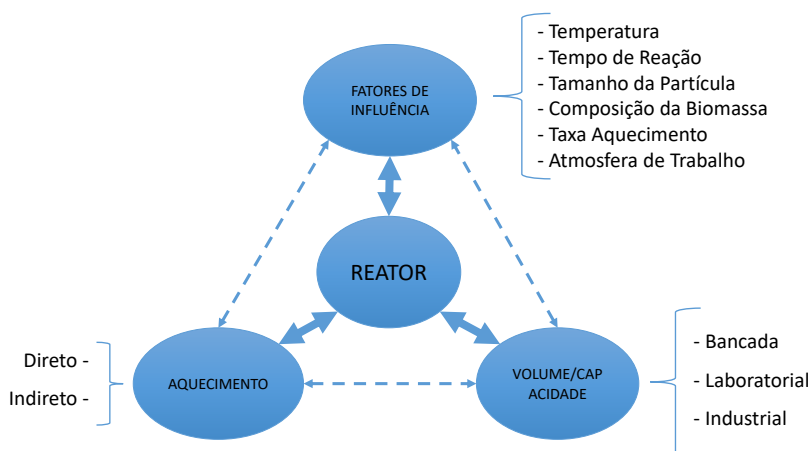 - Temperatura
- Tempo de Reação
- Tamanho da Partícula
- Composição da Biomassa
- Taxa Aquecimento
- Atmosfera de Trabalho
FATORES DE
INFLUÊNCIA
REATOR
Direto -
Indireto -
AQUECIMENTO
VOLUME/CAP
ACIDADE
- Bancada
- Laboratorial
- Industrial